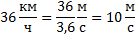 36 км/ч = 36/3,6 м/с = 10 м/с